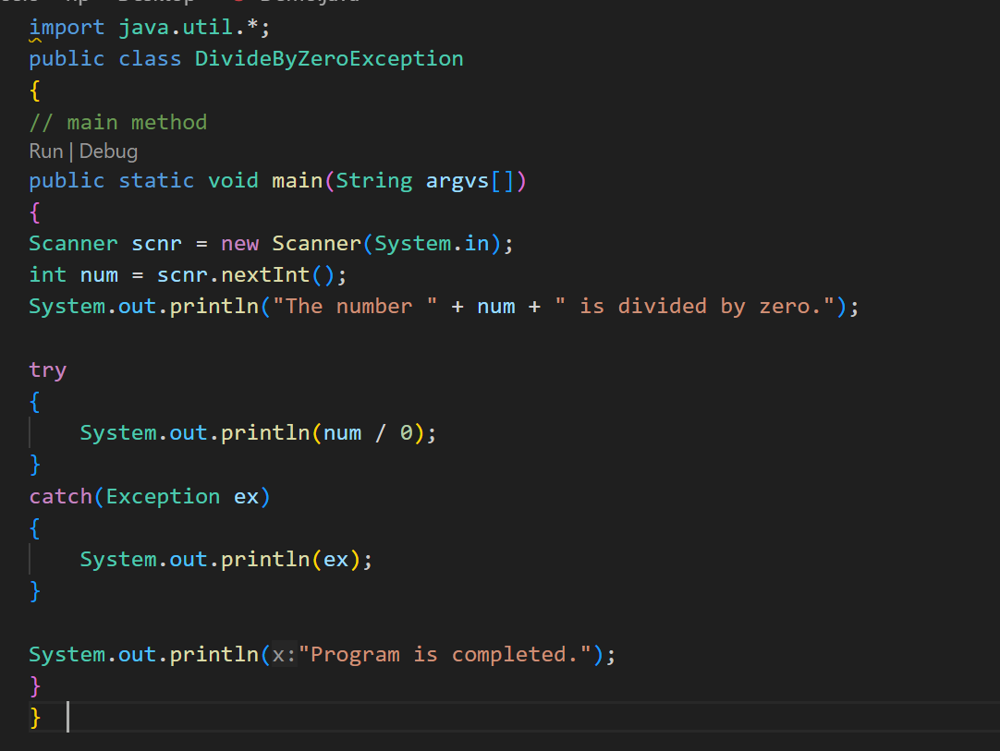 import java.util.*;
public class DivideByZeroException
{
// main method
Run | Debug
public static void main(String argvs[])
{
Scanner scnr = new Scanner(System.in);
int num = scnr.nextInt();
System.out.println("The number " + num + " is divided by zero.");
try
{
    System.out.println(num / 0);
}
catch(Exception ex)
{
    System.out.println(ex);
}
System.out.println(x:"Program is completed.");
}
}